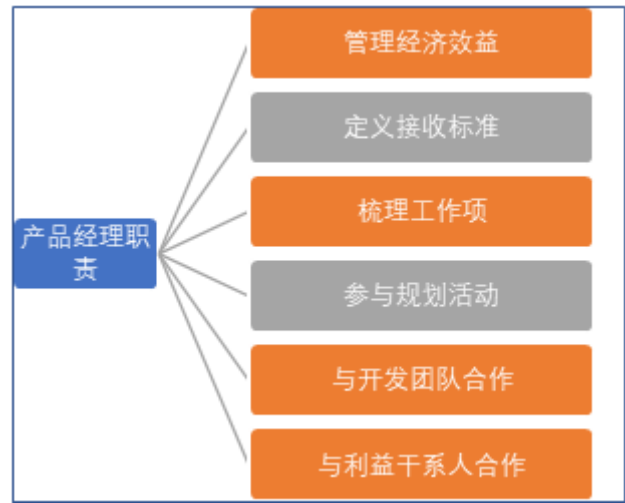 管理经济效益
定义接收标准
梳理工作项
产品经理职
责
参与规划活动
与开发团队合作
与利益干系人合作